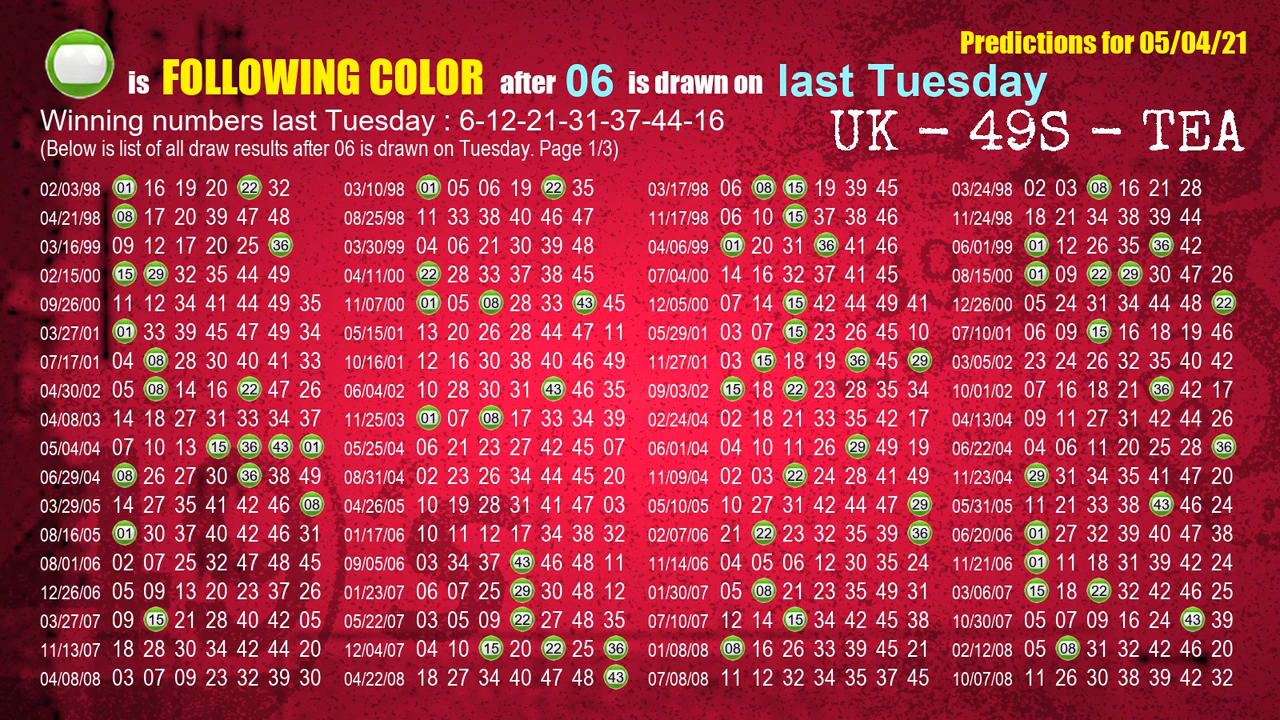 Predictions for 05/04/21
is FOLLOWING COLOR after 06 is drawn on last Tuesday
Winning numbers last Tuesday : 6-12-21-31-37-44-16
UK - 49S - TEA
(Below is list of all draw results after 06 is drawn on Tuesday. Page 1/3)
02/03/98 01 16 19 20 22 32 03/10/98 01 05 06 19 22 35 03/17/98 06 08 15 19 39 45 03/24/98 02 03 08 16 21 28
04/21/98 08 17 20 39 47 48 08/25/98 11 33 38 40 46 47 11/17/98 06 10 15 37 38 46 11/24/98 18 21 34 38 39 44
03/16/99 09 12 17 20 25 36 03/30/99 04 06 21 30 39 48 04/06/99 01 20 31 36 41 46 06/01/99 01 12 26 35 36 42
02/15/00 15 29 32 35 44 49 04/11/00 22 28 33 37 38 45 07/04/00 14 16 32 37 41 45 08/15/00 01 09 22 29 30 47 26
09/26/00 11 12 34 41 44 49 35 11/07/00 01 05 08 28 33 43 45 12/05/00 07 14 15 42 44 49 41 12/26/00 05 24 31 34 44 48 22
03/27/01 01 33 39 45 47 49 34 05/15/01 13 20 26 28 44 47 11 05/29/01 03 07 15 23 26 45 10 07/10/01 06 09 15 16 18 19 46
07/17/01 04 08 28 30 40 41 33 10/16/01 12 16 30 38 40 46 49 11/27/01 03 15 18 19 36 45 29 03/05/02 23 24 26 32 35 40 42
04/30/02 05 08 14 16 22 47 26 06/04/02 10 28 30 31 43 46 35 09/03/02 15 18 22 23 28 35 34 10/01/02 07 16 18 21 36 42 17
04/08/03 14 18 27 31 33 34 37 11/25/03 01 07 08 17 33 34 39 02/24/04 02 18 21 33 35 42 17 04/13/04 09 11 27 31 42 44 26
05/04/04 07 10 13 15 36 43 01 05/25/04 06 21 23 27 42 45 07 06/01/04 04 10 11 26 29 49 19 06/22/04 04 06 11 20 25 28 36
06/29/04 08 26 27 30 36 38 49 08/31/04 02 23 26 34 44 45 20 11/09/04 02 03 22 24 28 41 49 11/23/04 29 31 34 35 41 47 20
03/29/05 14 27 35 41 42 46 08 04/26/05 10 19 28 31 41 47 03 05/10/05 10 27 31 42 44 47 29 05/31/05 11 21 33 38 43 46 24
08/16/05 01 30 37 40 42 46 31 01/17/06 10 11 12 17 34 38 32 02/07/06 21 22 23 32 35 39 36 06/20/06 01 27 32 39 40 47 38
08/01/06 02 07 25 32 47 48 45 09/05/06 03 34 37 43 46 48 11 11/14/06 04 05 06 12 30 35 24 11/21/06 01 11 18 31 39 42 24
12/26/06 05 09 13 20 23 37 26 01/23/07 06 07 25 29 30 48 12 01/30/07 05 08 21 23 35 49 31 03/06/07 15 18 22 32 42 46 25
03/27/07 09 15 21 28 40 42 05 05/22/07 03 05 09 22 27 48 35 07/10/07 12 14 15 34 42 45 38 10/30/07 05 07 09 16 24 43 39
11/13/07 18 28 30 34 42 44 20 12/04/07 04 10 15 20 22 25 36 01/08/08 08 16 26 33 39 45 21 02/12/08 05 08 31 32 42 46 20
04/08/08 03 07 09 23 32 39 30 04/22/08 18 27 34 40 47 48 43 07/08/08 11 12 32 34 35 37 45 10/07/08 11 26 30 38 39 42 32